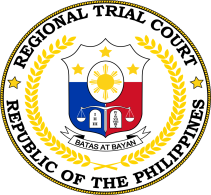 REGIONAL TRIAL COURT
BATAS AT BAYAN
REPUBLIC OF THE PHILIPPINES